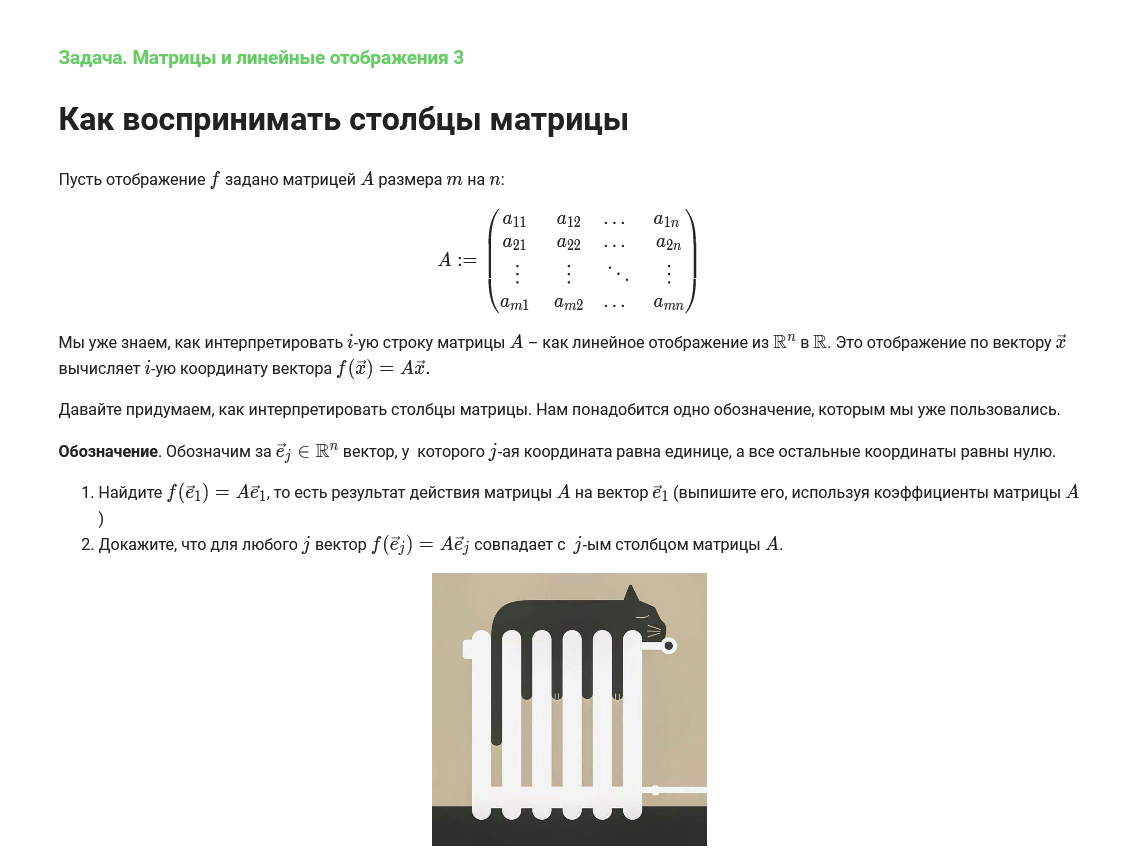 Задача. Матрицы и линейные отображения 3
Как воспринимать столбцы матрицы
Пусть отображение f задано матрицей A размера m на n:
A := \begin{pmatrix} a_{11} & a_{12} & \dots & a_{1n} \\ a_{21} & a_{22} & \dots & a_{2n} \\ \vdots & \vdots & \ddots & \vdots \\ a_{m1} & a_{m2} & \dots & a_{mn} \end{pmatrix}
Мы уже знаем, как интерпретировать i-ую строку матрицы A – как линейное отображение из ℝⁿ в ℝ. Это отображение по вектору \vec{x}
вычисляет i-ую координату вектора f(\vec{x}) = A\vec{x}.
Давайте придумаем, как интерпретировать столбцы матрицы. Нам понадобится одно обозначение, которым мы уже пользовались.
Обозначение. Обозначим за \vec{e}_j ∈ ℝⁿ вектор, у которого j-ая координата равна единице, а все остальные координаты равны нулю.
1. Найдите f(\vec{e}_1) = A\vec{e}_1, то есть результат действия матрицы A на вектор \vec{e}_1 (выпишите его, используя коэффициенты матрицы A
)
2. Докажите, что для любого j вектор f(\vec{e}_j) = A\vec{e}_j совпадает с j-ым столбцом матрицы A.